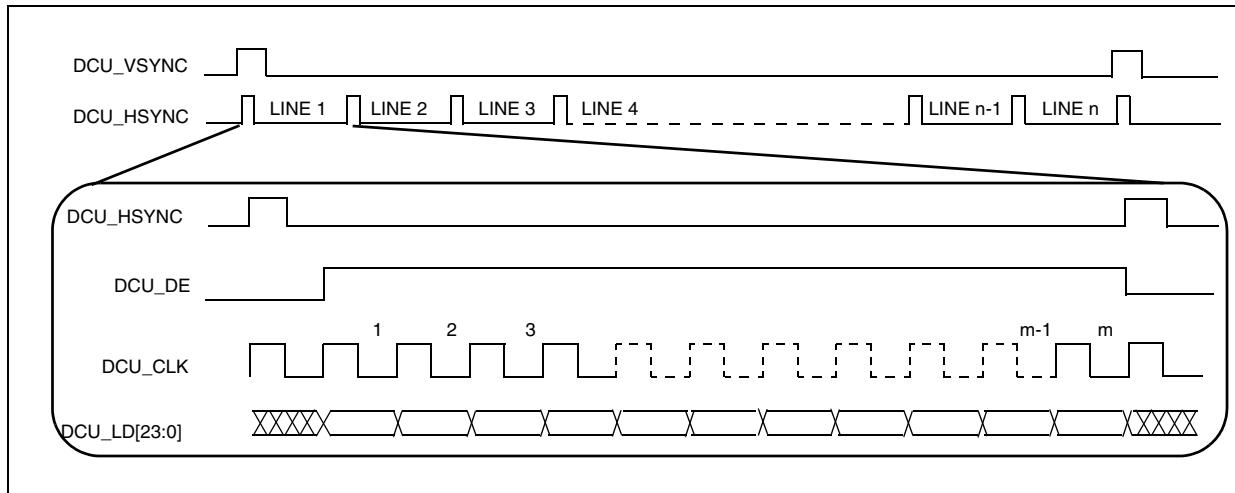 DCU_VSYNC
DCU_HSYNC LINE 1 LINE 2 LINE 3 LINE 4 LINE n-1 LINE n
DCU_HSYNC
DCU_DE
1 2 3 m-1 m
DCU_CLK
DCU_LD[23:0]